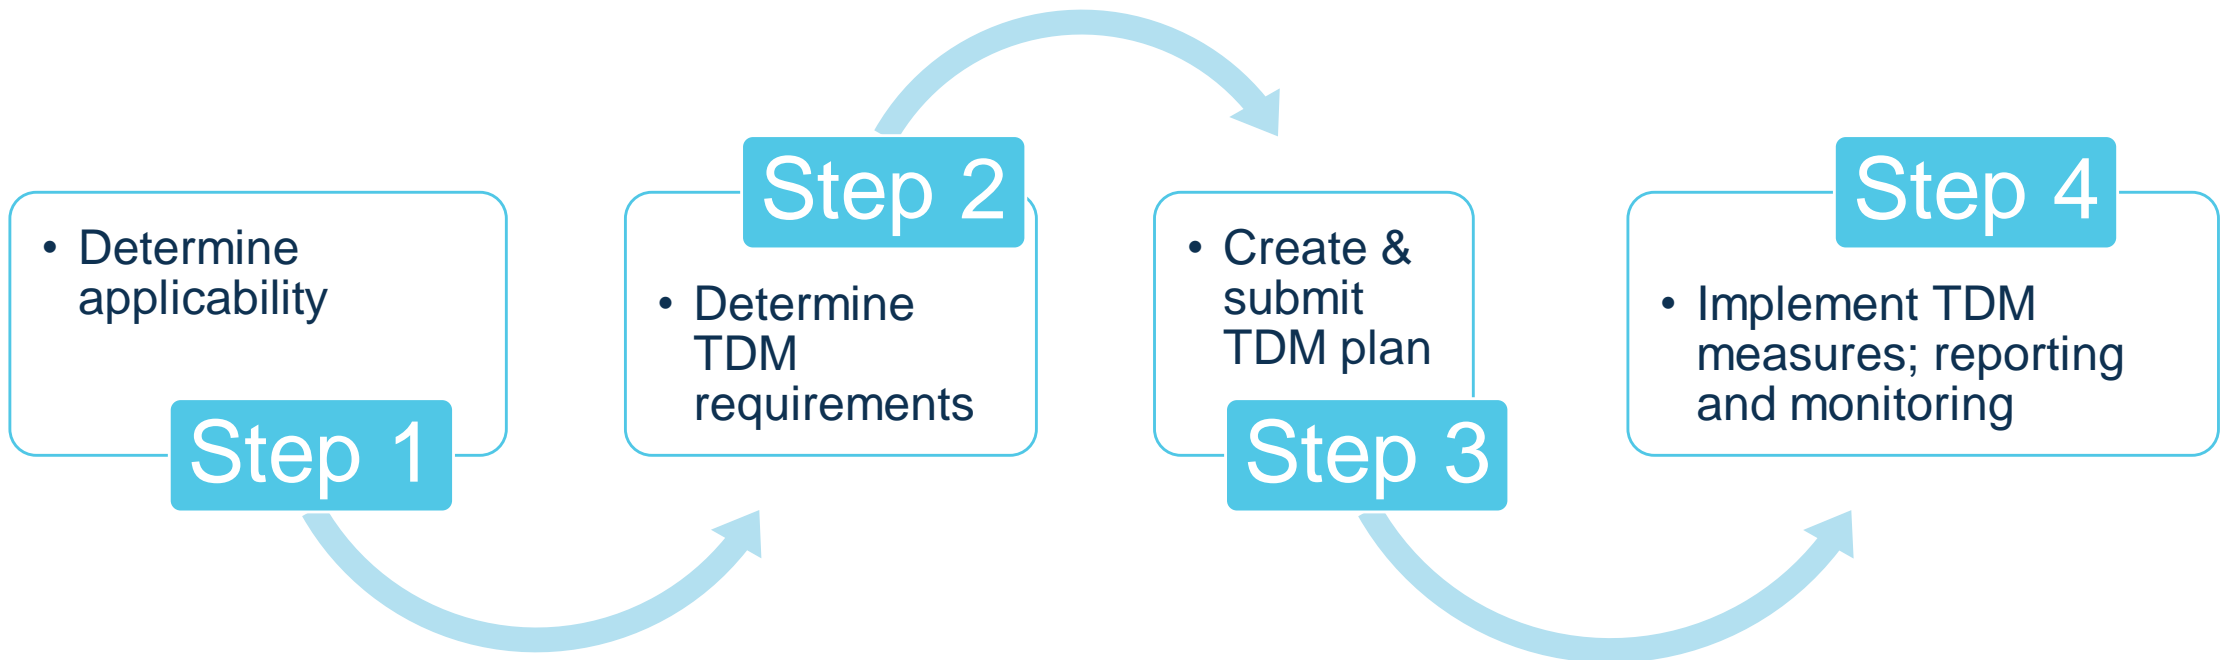 • Determine
applicability
Step 1
Step 2
• Determine
TDM
requirements
• Create &
submit
TDM plan
Step 3
Step 4
• Implement TDM
measures; reporting
and monitoring